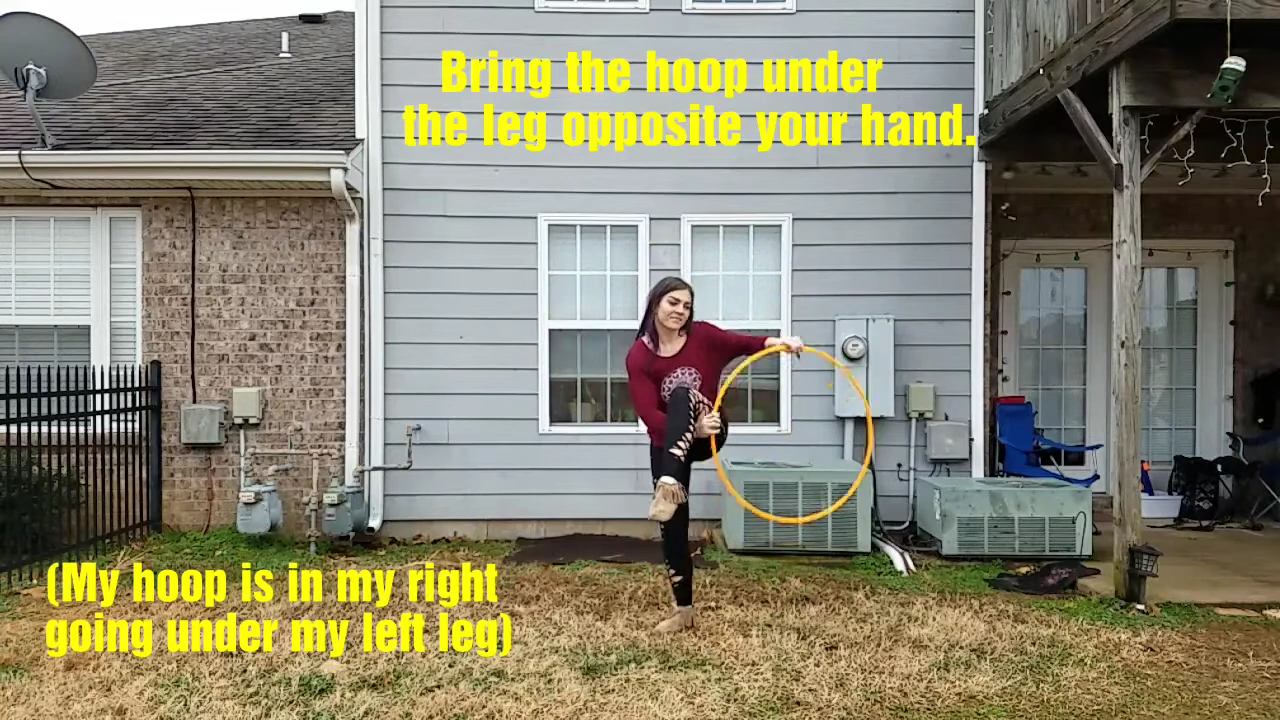 Bring the hoop under
the leg opposite your hand.
(My hoop is in my right
going under my left leg)